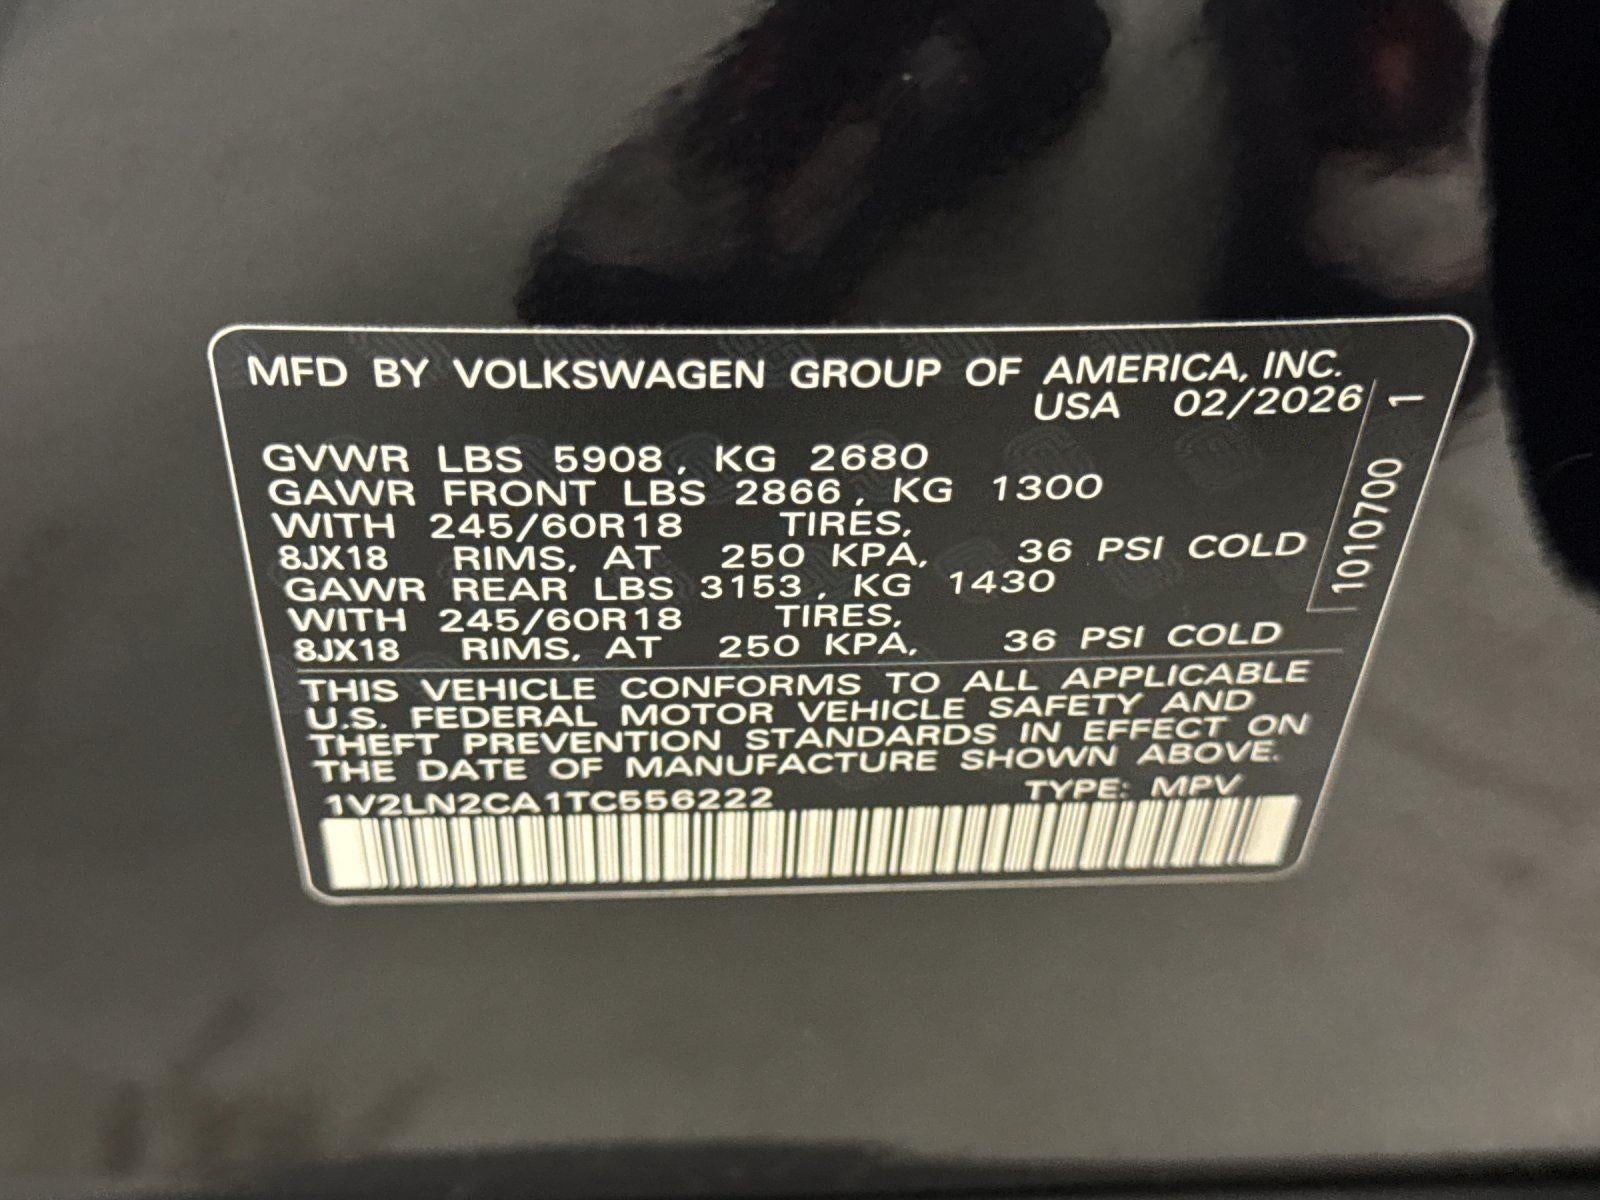 MFD BY VOLKSWAGEN GROUP OF AMERICA, INC.
USA 02/2026
GVWR LBS 5908, KG 2680
GAWR FRONT LBS 2866, KG 1300
WITH 245/60R18 TIRES,
8JX18 RIMS, AT 250 KPA, 36 PSI COLD
GAWR REAR LBS 3153, KG 1430
WITH 245/60R18 TIRES,
8JX18 RIMS, AT 250 KPA, 36 PSI COLD
THIS VEHICLE CONFORMS TO ALL APPLICABLE
U.S. FEDERAL MOTOR VEHICLE SAFETY AND
THEFT PREVENTION STANDARDS IN EFFECT ON
THE DATE OF MANUFACTURE SHOWN ABOVE.
1V2LN2CA1TC556222 TYPE: MPV
1010700 1